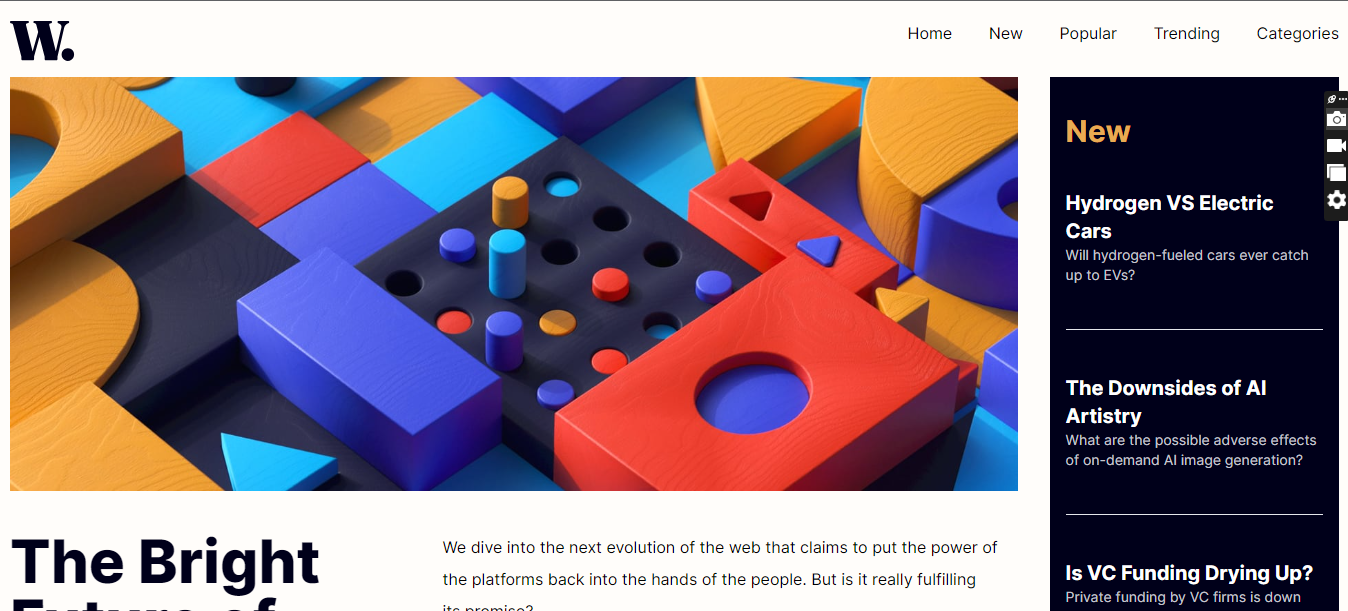 W.
Home New Popular Trending Categories
New
Hydrogen VS Electric
Cars
Will hydrogen-fueled cars ever catch
up to EVs?
The Downsides of AI
Artistry
What are the possible adverse effects
of on-demand AI image generation?
Is VC Funding Drying Up?
Private funding by VC firms is down
The Bright
Future of
We dive into the next evolution of the web that claims to put the power of
the platforms back into the hands of the people. But is it really fulfilling
its promise?